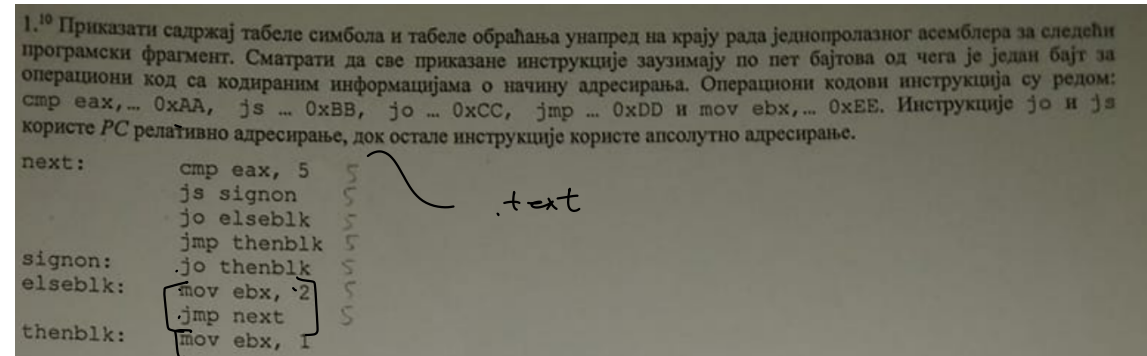 1.¹⁰ Приказати садржај табеле симбола и табеле обраћања унапред на крају рада једнопролазног асемблера за следећи
програмски фрагмент. Сматрати да све приказане инструкције заузимају по пет бајтова од чега је један бајт за
операциони код са кодираним информацијама о начину адресирања. Операциони кодови инструкција су редом:
cmp eax,… 0xAA, js … 0xBB, jo … 0xCC, jmp … 0xDD и mov ebx,… 0xEE. Инструкције jo и js
користе PC релативно адресирање, док остале инструкције користе апсолутно адресирање.
next: cmp eax, 5 5
js signon 5
.text
jo elseblk 5
jmp thenblk 5
signon: jo thenblk 5
elseblk: mov ebx, 2 5
jmp next 5
thenblk: mov ebx, 1